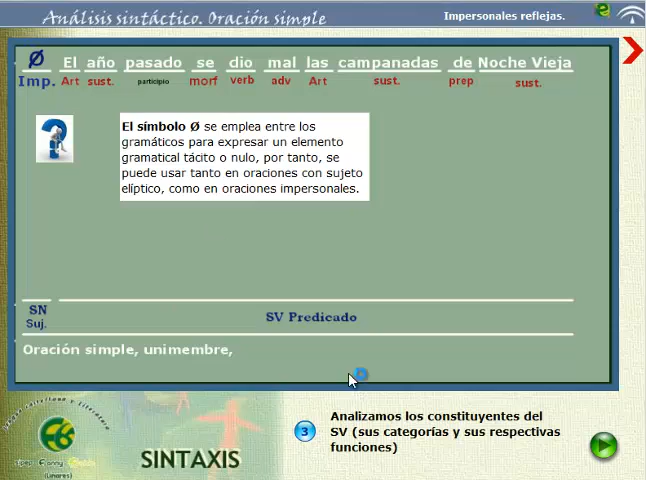 Análisis sintáctico. Oración simple
Impersonales reflejas.
Ø El año pasado se dio mal las campanadas de Noche Vieja
Imp. Art sust. participio morf verb adv Art sust. prep sust.
El símbolo Ø se emplea entre los
gramáticos para expresar un elemento
gramatical tácito o nulo, por tanto, se
puede usar tanto en oraciones con sujeto
elíptico, como en oraciones impersonales.
SN
Suj.
SV Predicado
Oración simple, unimembre,
3
Analizamos los constituyentes del
SV (sus categorías y sus respectivas
funciones)
SINTAXIS
(Linares)